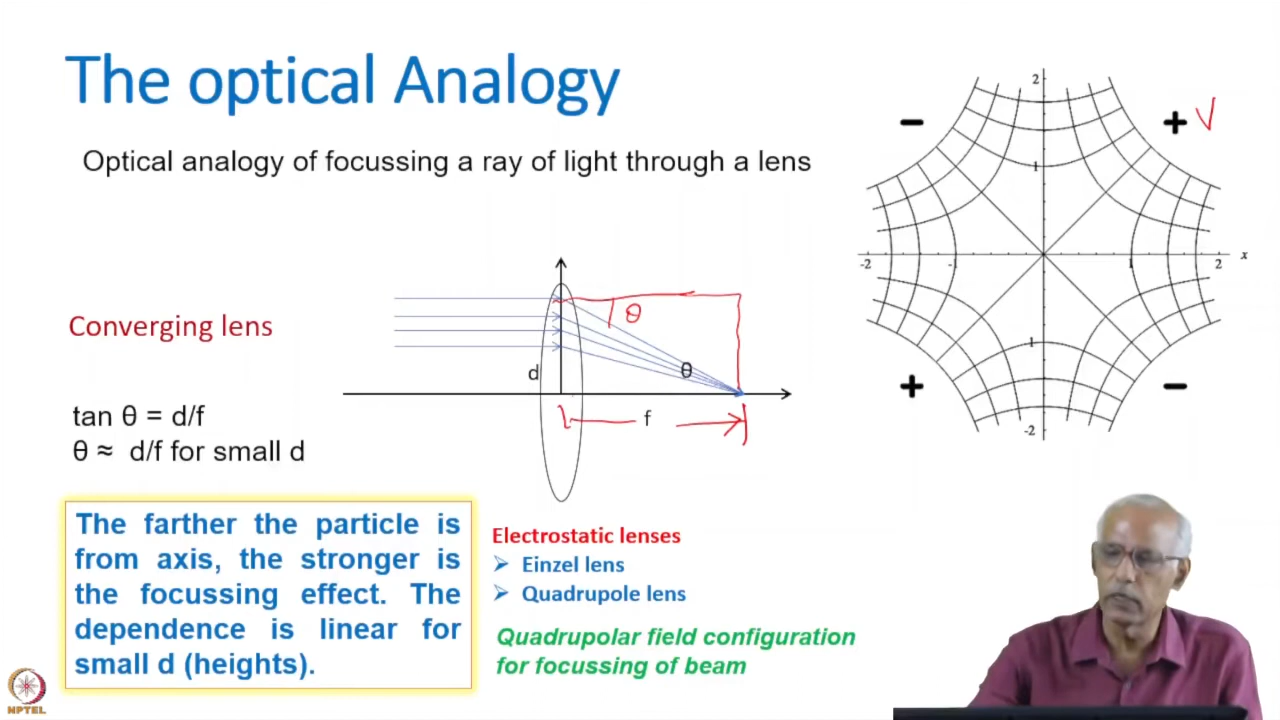 The optical Analogy
Optical analogy of focussing a ray of light through a lens
Converging lens
tan θ = d/f
θ ≈ d/f for small d
The farther the particle is
from axis, the stronger is
the focussing effect. The
dependence is linear for
small d (heights).
θ
θ
d
f
Electrostatic lenses
Einzel lens
Quadrupole lens
Quadrupolar field configuration
for focussing of beam
2
- + V
1
-2 -1 1 2 x
-1
+ -
-2
NPTEL